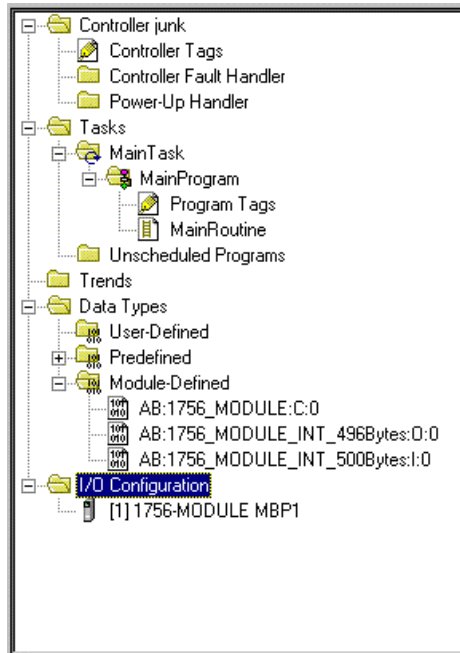 Controller junk
Controller Tags
Controller Fault Handler
Power-Up Handler
Tasks
MainTask
MainProgram
Program Tags
MainRoutine
Unscheduled Programs
Trends
Data Types
User-Defined
Predefined
Module-Defined
AB:1756_MODULE:C:0
AB:1756_MODULE_INT_496Bytes:O:0
AB:1756_MODULE_INT_500Bytes:I:0
I/O Configuration
[1] 1756-MODULE MBP1